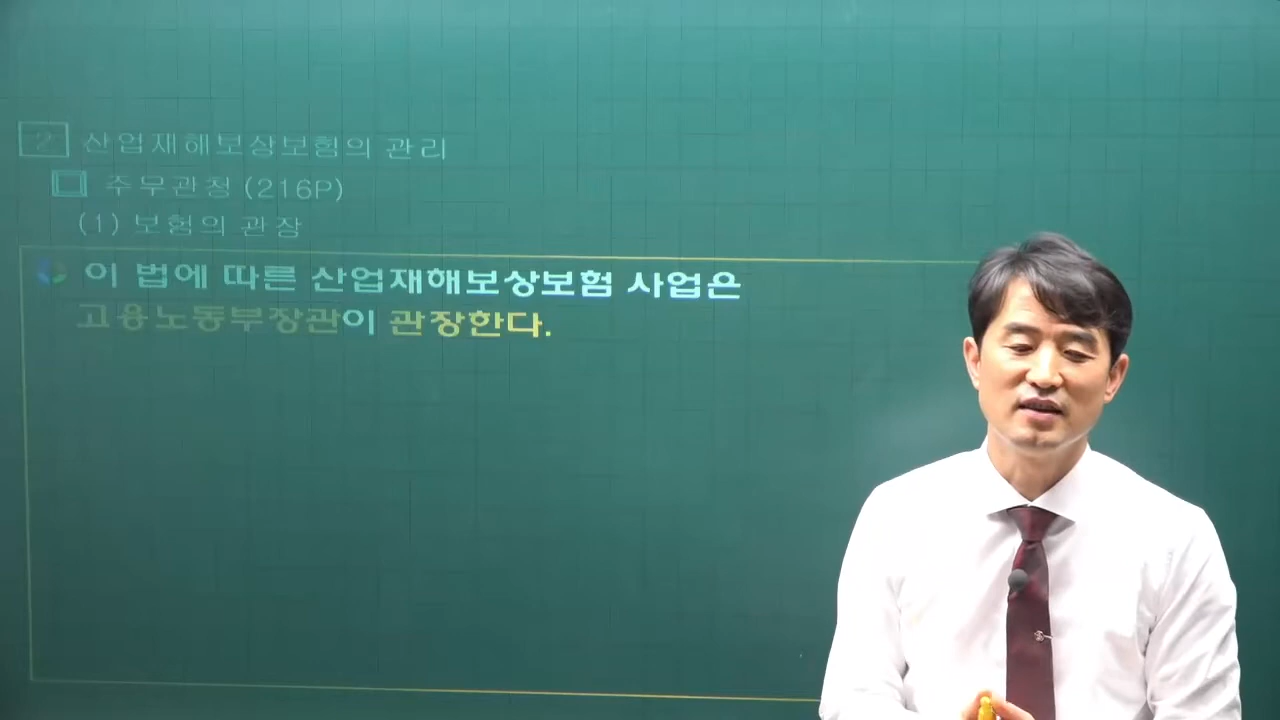 2 산업재해보상보험의 관리
주무관청 (216P)
(1) 보험의 관장
이 법에 따른 산업재해보상보험 사업은
고용노동부장관이 관장한다.